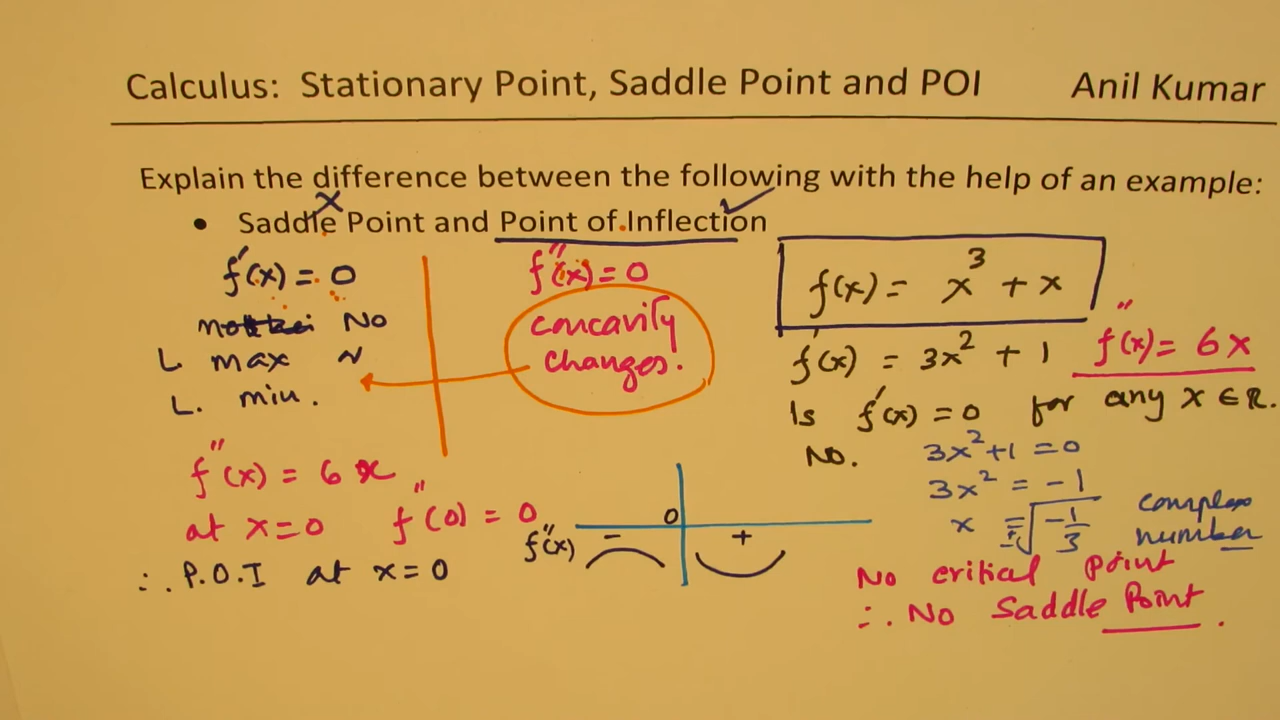 Calculus: Stationary Point, Saddle Point and POI Anil Kumar
Explain the difference between the following with the help of an example:
• Saddle Point and Point of Inflection
f'(x) = 0
No
L max
L. min.
f''(x) = 0
concavity
changes.
f(x) = x³ + x
f'(x) = 3x² + 1
f''(x) = 6x
Is f'(x) = 0 for any x ∈ R.
No.
3x² + 1 = 0
3x² = -1
x = ±√-1/3
complex
number
No critical point
∴ No Saddle Point.
f''(x) = 6x
at x = 0 f''(0) = 0
∴ P.O.I at x = 0
0
f''(x) - +